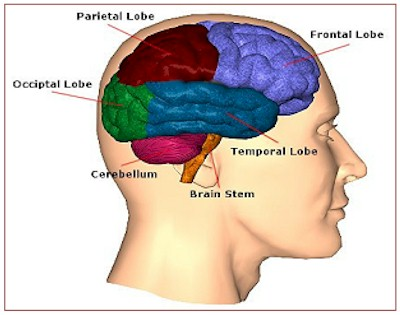 Parietal Lobe
Frontal Lobe
Occiptal Lobe
Temporal Lobe
Cerebellum
Brain Stem